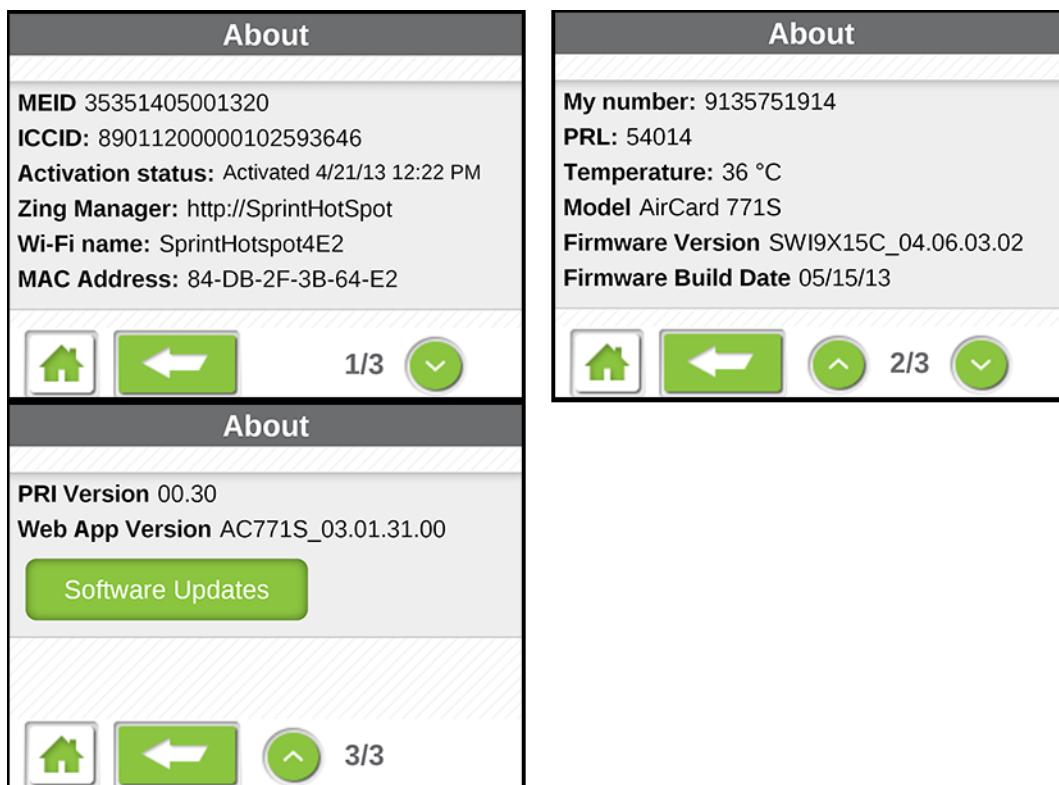 About
MEID 35351405001320
ICCID: 89011200000102593646
Activation status: Activated 4/21/13 12:22 PM
Zing Manager: http://SprintHotSpot
Wi-Fi name: SprintHotspot4E2
MAC Address: 84-DB-2F-3B-64-E2
1/3
About
My number: 9135751914
PRL: 54014
Temperature: 36 °C
Model AirCard 771S
Firmware Version SWI9X15C_04.06.03.02
Firmware Build Date 05/15/13
2/3
About
PRI Version 00.30
Web App Version AC771S_03.01.31.00
Software Updates
3/3